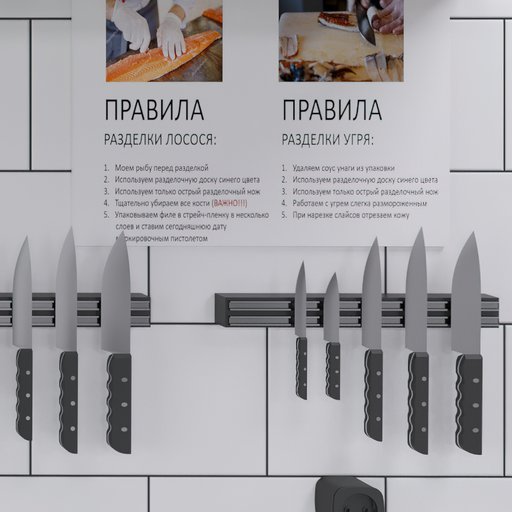 ПРАВИЛА
РАЗДЕЛКИ ЛОСОСЯ:
1. Моем рыбу перед разделкой
2. Используем разделочную доску синего цвета
3. Используем только острый разделочный нож
4. Тщательно убираем все кости (ВАЖНО!!!)
5. Упаковываем филе в стрейч-пленку в несколько
слоев и ставим сегодняшнюю дату
маркировочным пистолетом
ПРАВИЛА
РАЗДЕЛКИ УГРЯ:
1. Удаляем соус унаги из упаковки
2. Используем разделочную доску синего цвета
3. Используем только острый разделочный нож
4. Работаем с угрем слегка размороженным
5. При нарезке слайсов отрезаем кожу